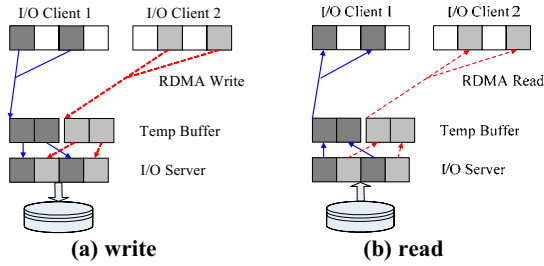 I/O Client 1 I/O Client 2
RDMA Write
Temp Buffer
I/O Server
(a) write
I/O Client 1 I/O Client 2
RDMA Read
Temp Buffer
I/O Server
(b) read